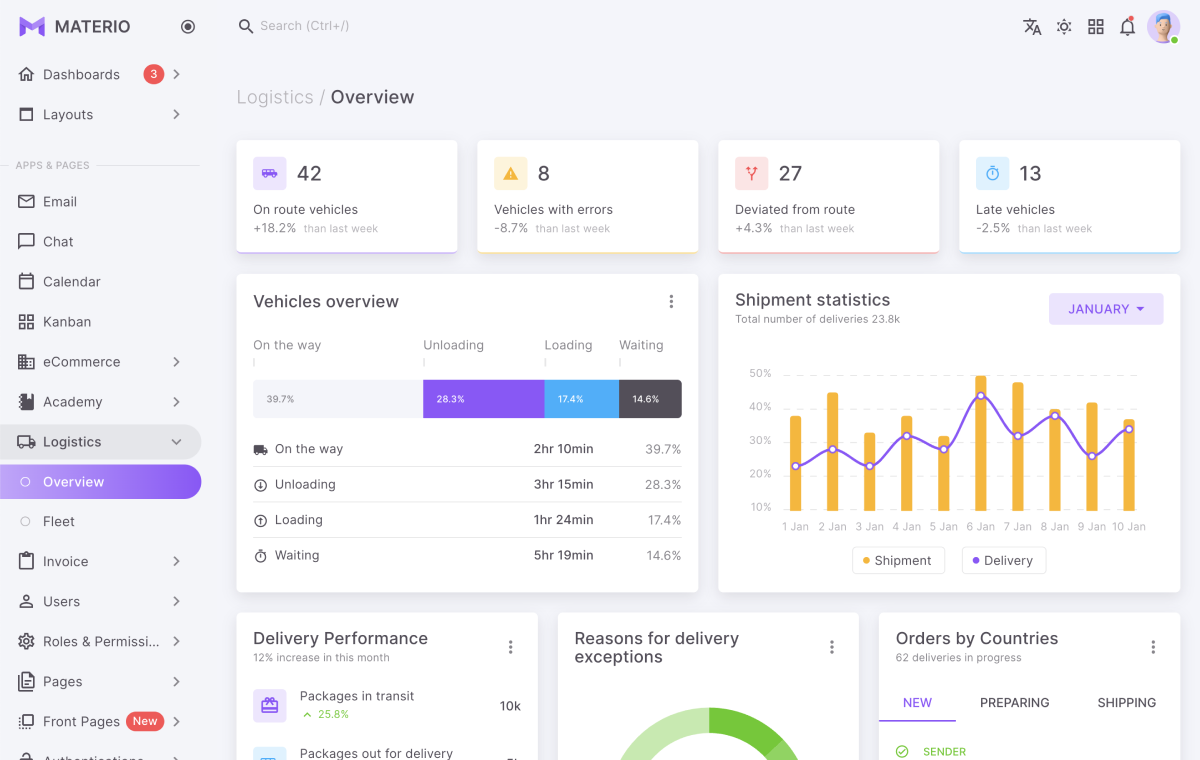 MATERIO
Search (Ctrl+/)
Dashboards
3
Layouts
APPS & PAGES
Email
Chat
Calendar
Kanban
eCommerce
Academy
Logistics
Overview
Fleet
Invoice
Users
Roles & Permissi...
Pages
Front Pages
New
Authentications
Logistics / Overview
42
On route vehicles
+18.2% than last week
8
Vehicles with errors
-8.7% than last week
27
Deviated from route
+4.3% than last week
13
Late vehicles
-2.5% than last week
Vehicles overview
On the way
Unloading
Loading
Waiting
39.7%
28.3%
17.4%
14.6%
On the way 2hr 10min 39.7%
Unloading 3hr 15min 28.3%
Loading 1hr 24min 17.4%
Waiting 5hr 19min 14.6%
Shipment statistics
Total number of deliveries 23.8k
JANUARY
50%
40%
30%
20%
10%
1 Jan 2 Jan 3 Jan 4 Jan 5 Jan 6 Jan 7 Jan 8 Jan 9 Jan 10 Jan
Shipment
Delivery
Delivery Performance
12% increase in this month
Packages in transit
25.8%
10k
Packages out for delivery
Reasons for delivery
exceptions
Orders by Countries
62 deliveries in progress
NEW
PREPARING
SHIPPING
SENDER